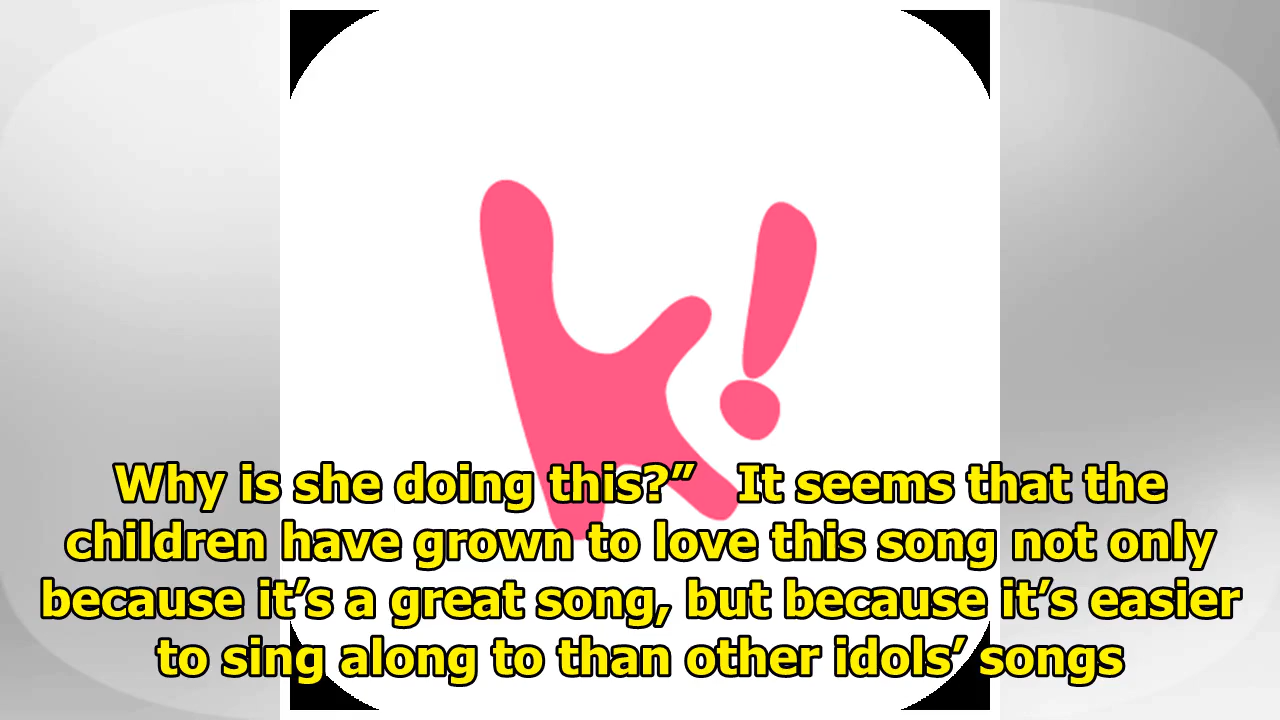 k!
Why is she doing this?”   It seems that the
children have grown to love this song not only
because it’s a great song, but because it’s easier
to sing along to than other idols’ songs